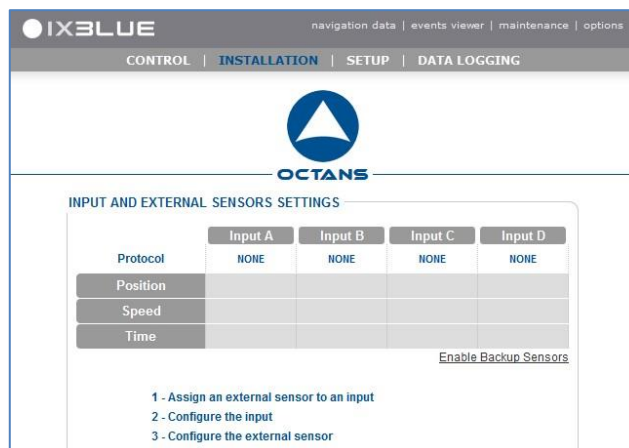 IXBLUE
navigation data | events viewer | maintenance | options
CONTROL | INSTALLATION | SETUP | DATA LOGGING
OCTANS
INPUT AND EXTERNAL SENSORS SETTINGS
Input A Input B Input C Input D
Protocol NONE NONE NONE NONE
Position
Speed
Time
Enable Backup Sensors
1 - Assign an external sensor to an input
2 - Configure the input
3 - Configure the external sensor